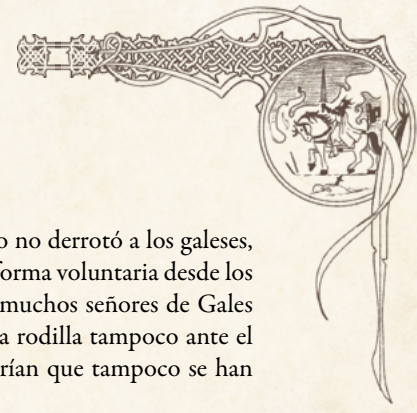 o no derrotó a los galeses,
forma voluntaria desde los
muchos señores de Gales
a rodilla tampoco ante el
rían que tampoco se han